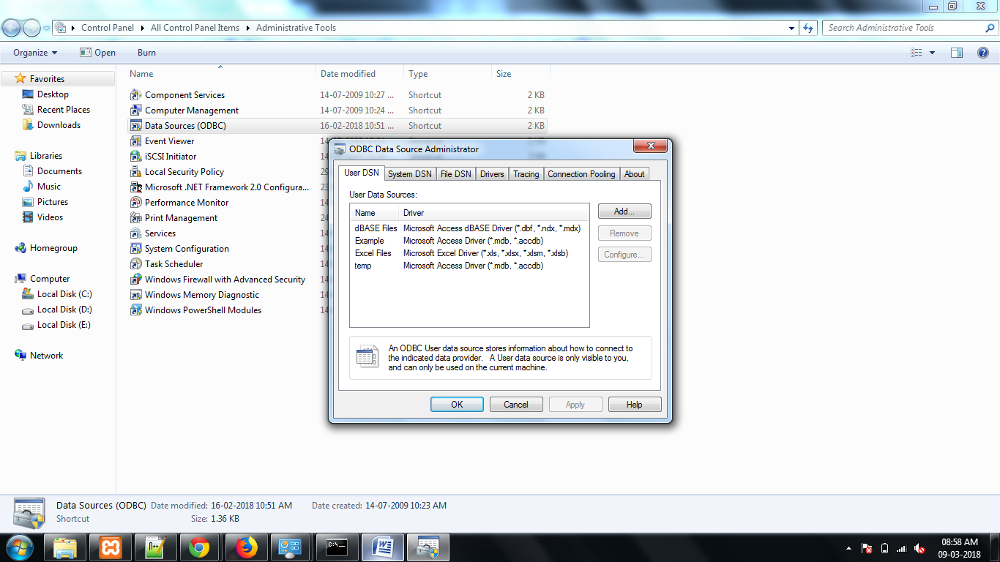 Control Panel ▸ All Control Panel Items ▸ Administrative Tools
Search Administrative Tools
Organize Open Burn
Name Date modified Type Size
Favorites
Desktop
Recent Places
Downloads
Libraries
Documents
Music
Pictures
Videos
Homegroup
Computer
Local Disk (C:)
Local Disk (D:)
Local Disk (E:)
Network
Component Services 14-07-2009 10:27 ... Shortcut 2 KB
Computer Management 14-07-2009 10:24 ... Shortcut 2 KB
Data Sources (ODBC) 16-02-2018 10:51 ... Shortcut 2 KB
Event Viewer
iSCSI Initiator 14
Local Security Policy 29
Microsoft .NET Framework 2.0 Configura... 23
Performance Monitor 14
Print Management 24
Services 14
System Configuration 14
Task Scheduler 14
Windows Firewall with Advanced Security 14
Windows Memory Diagnostic 14
Windows PowerShell Modules 14
ODBC Data Source Administrator
User DSN System DSN File DSN Drivers Tracing Connection Pooling About
User Data Sources:
Name Driver
dBASE Files Microsoft Access dBASE Driver (*.dbf, *.ndx, *.mdx)
Example Microsoft Access Driver (*.mdb, *.accdb)
Excel Files Microsoft Excel Driver (*.xls, *.xlsx, *.xlsm, *.xlsb)
temp Microsoft Access Driver (*.mdb, *.accdb)
Add...
Remove
Configure...
An ODBC User data source stores information about how to connect to
the indicated data provider. A User data source is only visible to you,
and can only be used on the current machine.
OK Cancel Apply Help
Data Sources (ODBC) Date modified: 16-02-2018 10:51 AM Date created: 14-07-2009 10:23 AM
Shortcut Size: 1.36 KB
08:58 AM
09-03-2018